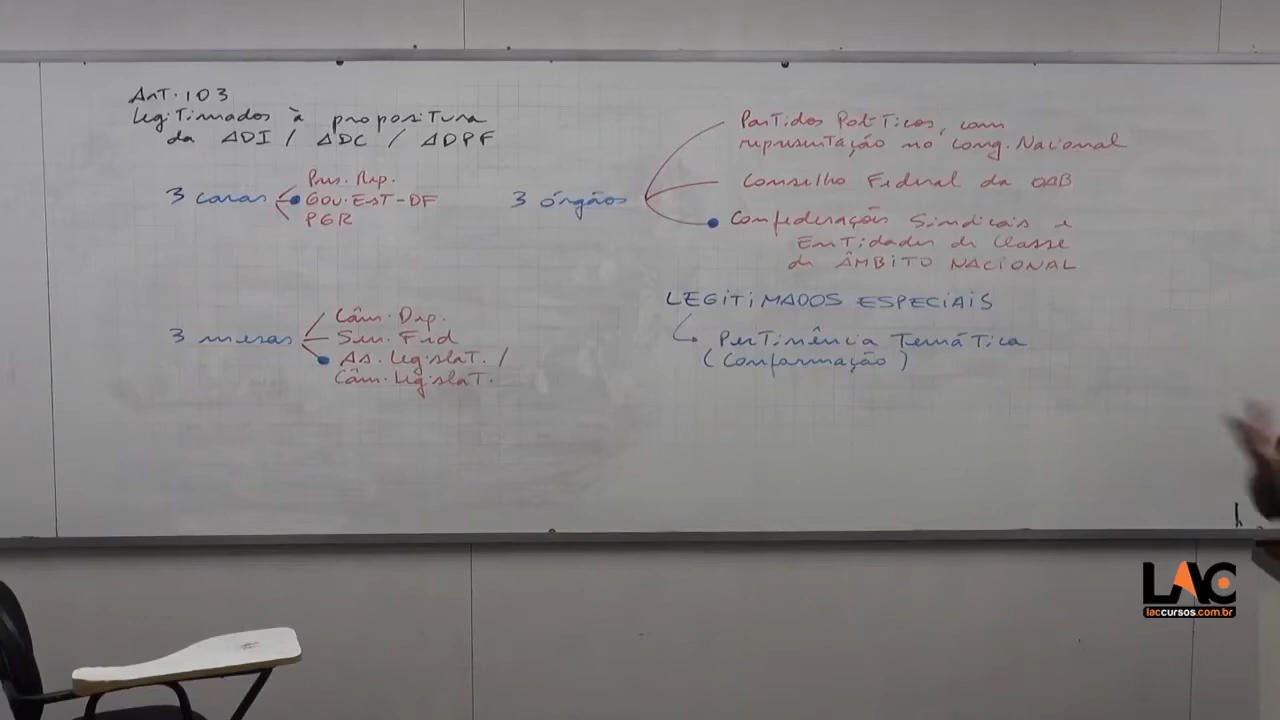 Art. 103
Legitimados à propositura
da ADI / ADC / ADPF
3 caras
Pres. Rep.
Gov. Est - DF
PGR
3 mesas
Câm. Dep.
Sen. Fed
As. Legislat. /
Câm. Legislat.
3 órgãos
Partidos Políticos, com
representação no Cong. Nacional
Conselho Federal da OAB
Confederações Sindicais e
Entidades de Classe
de ÂMBITO NACIONAL
LEGITIMADOS ESPECIAIS
Pertinência Temática
(Conformação)
LAC
laccursos.com.br